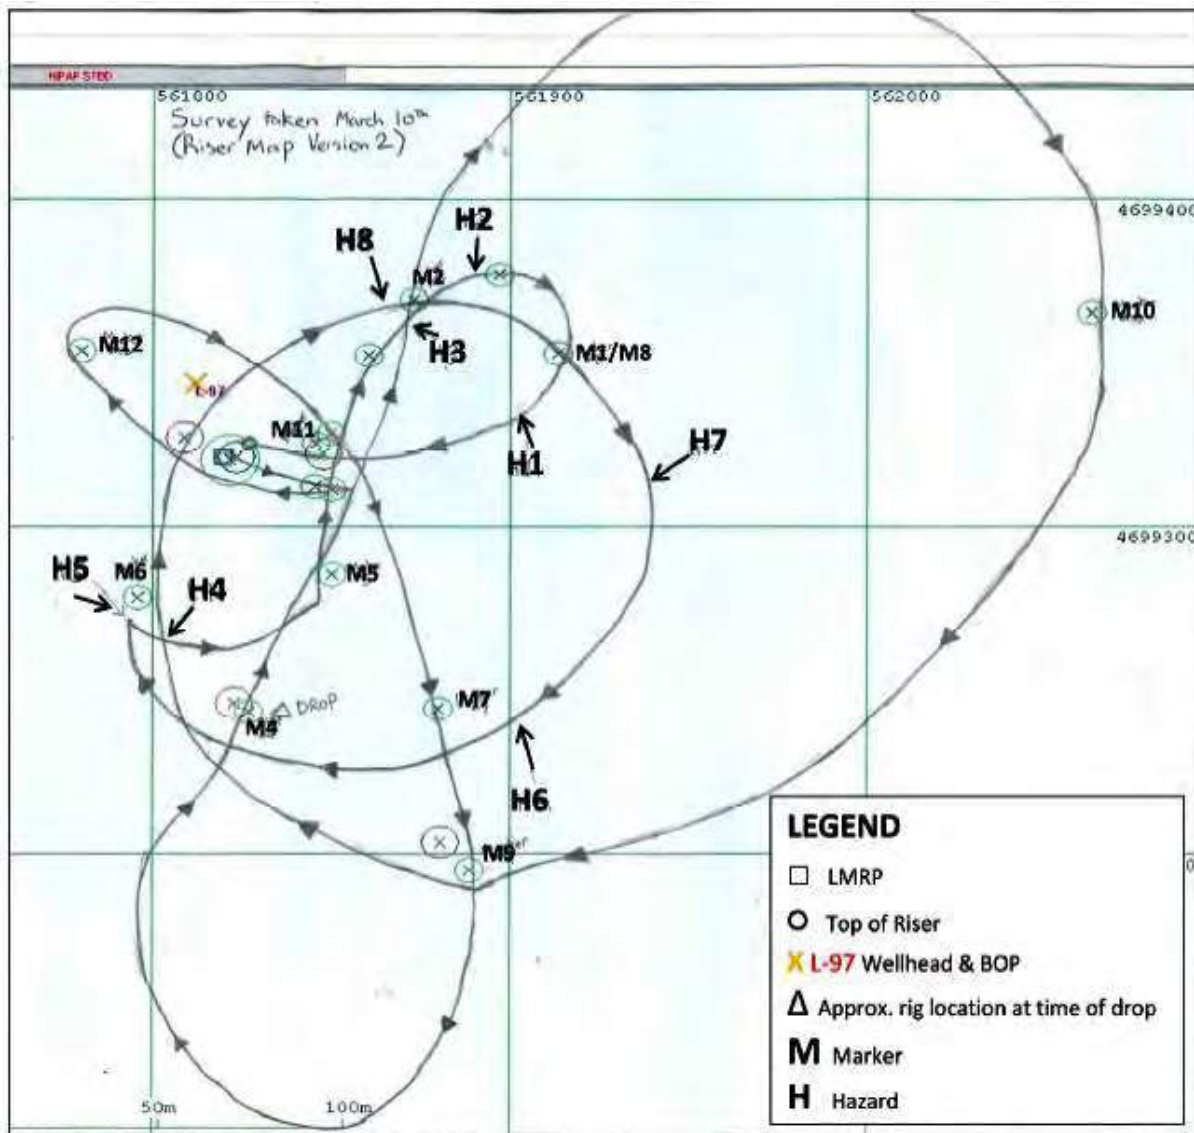 HIPAP STBD
561000
561900
562000
Survey taken March 10th
(Riser Map Version 2)
4699400
H2
H8
M2
M10
H3
M12
M1/M8
L-97
M11
H7
H1
4699300
H5
M6
M5
H4
DROP
M4
M7
H6
M9
LEGEND
LMRP
Top of Riser
X L-97 Wellhead & BOP
Δ Approx. rig location at time of drop
M Marker
H Hazard
50m
100m